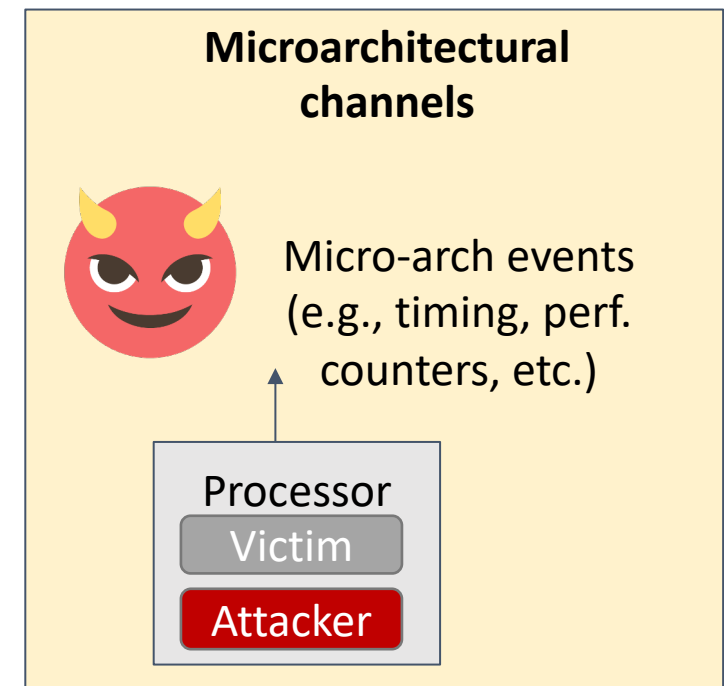 Microarchitectural
channels
Micro-arch events
(e.g., timing, perf.
counters, etc.)
Processor
Victim
Attacker